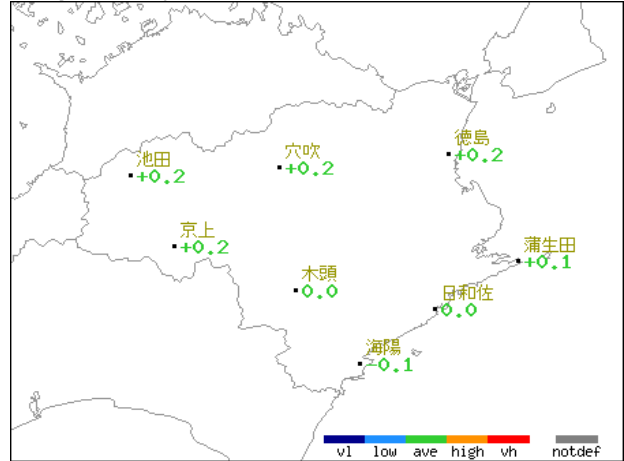 徳島
+0.2
穴吹
+0.2
池田
+0.2
京上
+0.2
蒲生田
+0.1
木頭
0.0
日和佐
0.0
海陽
-0.1
vl low ave high vh notdef